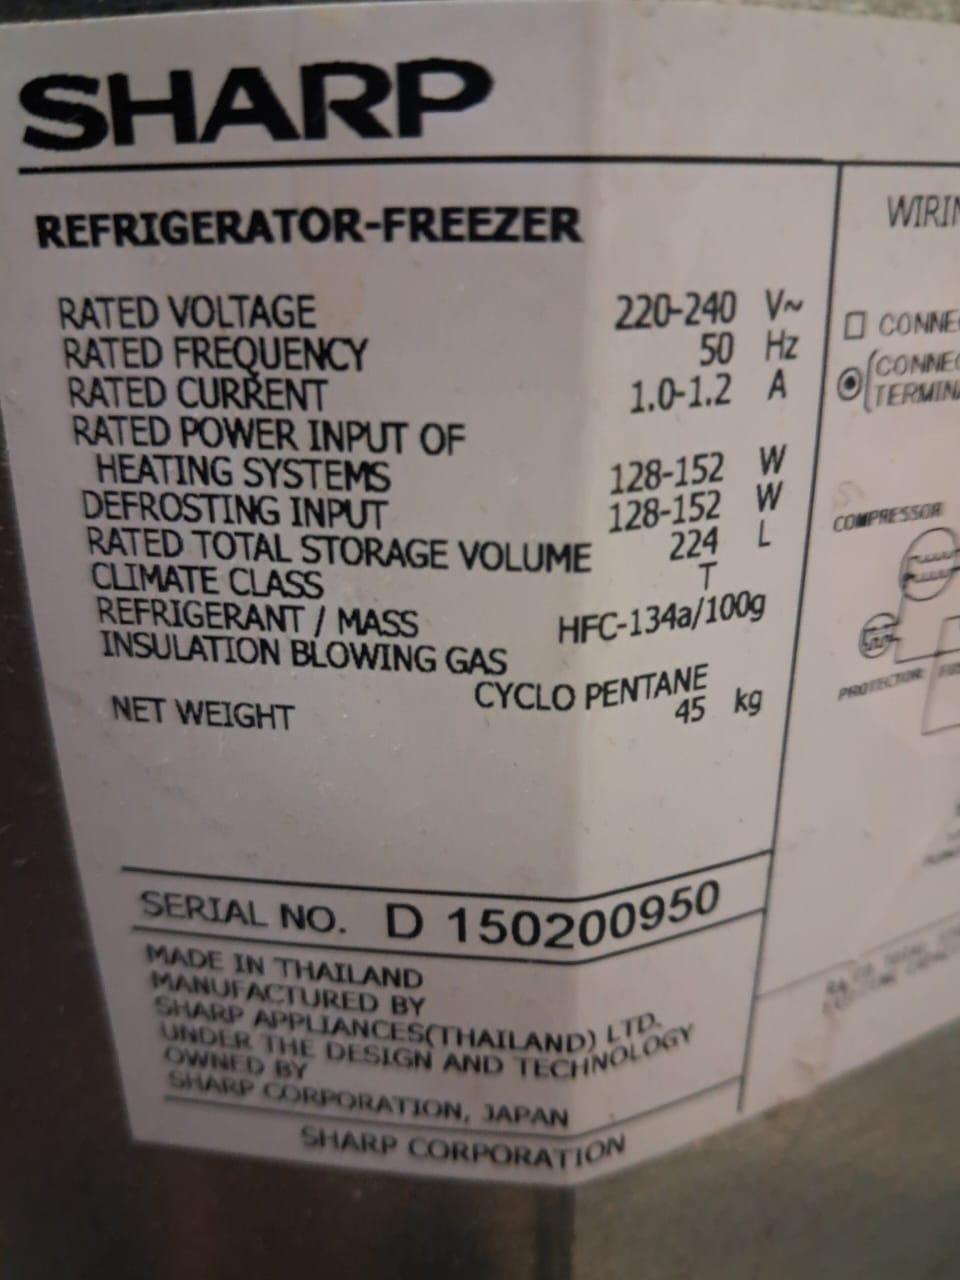 SHARP
REFRIGERATOR-FREEZER
RATED VOLTAGE 220-240 V~
RATED FREQUENCY 50 Hz
RATED CURRENT 1.0-1.2 A
RATED POWER INPUT OF
HEATING SYSTEMS 128-152 W
DEFROSTING INPUT 128-152 W
RATED TOTAL STORAGE VOLUME 224 L
CLIMATE CLASS T
REFRIGERANT / MASS HFC-134a/100g
INSULATION BLOWING GAS
CYCLO PENTANE
NET WEIGHT 45 kg
SERIAL NO. D 150200950
MADE IN THAILAND
MANUFACTURED BY
SHARP APPLIANCES(THAILAND) LTD.
UNDER THE DESIGN AND TECHNOLOGY
OWNED BY
SHARP CORPORATION, JAPAN
SHARP CORPORATION
WIRIN
CONNE
CONNEC
TERMINA
COMPRESSOR
PROTECTOR